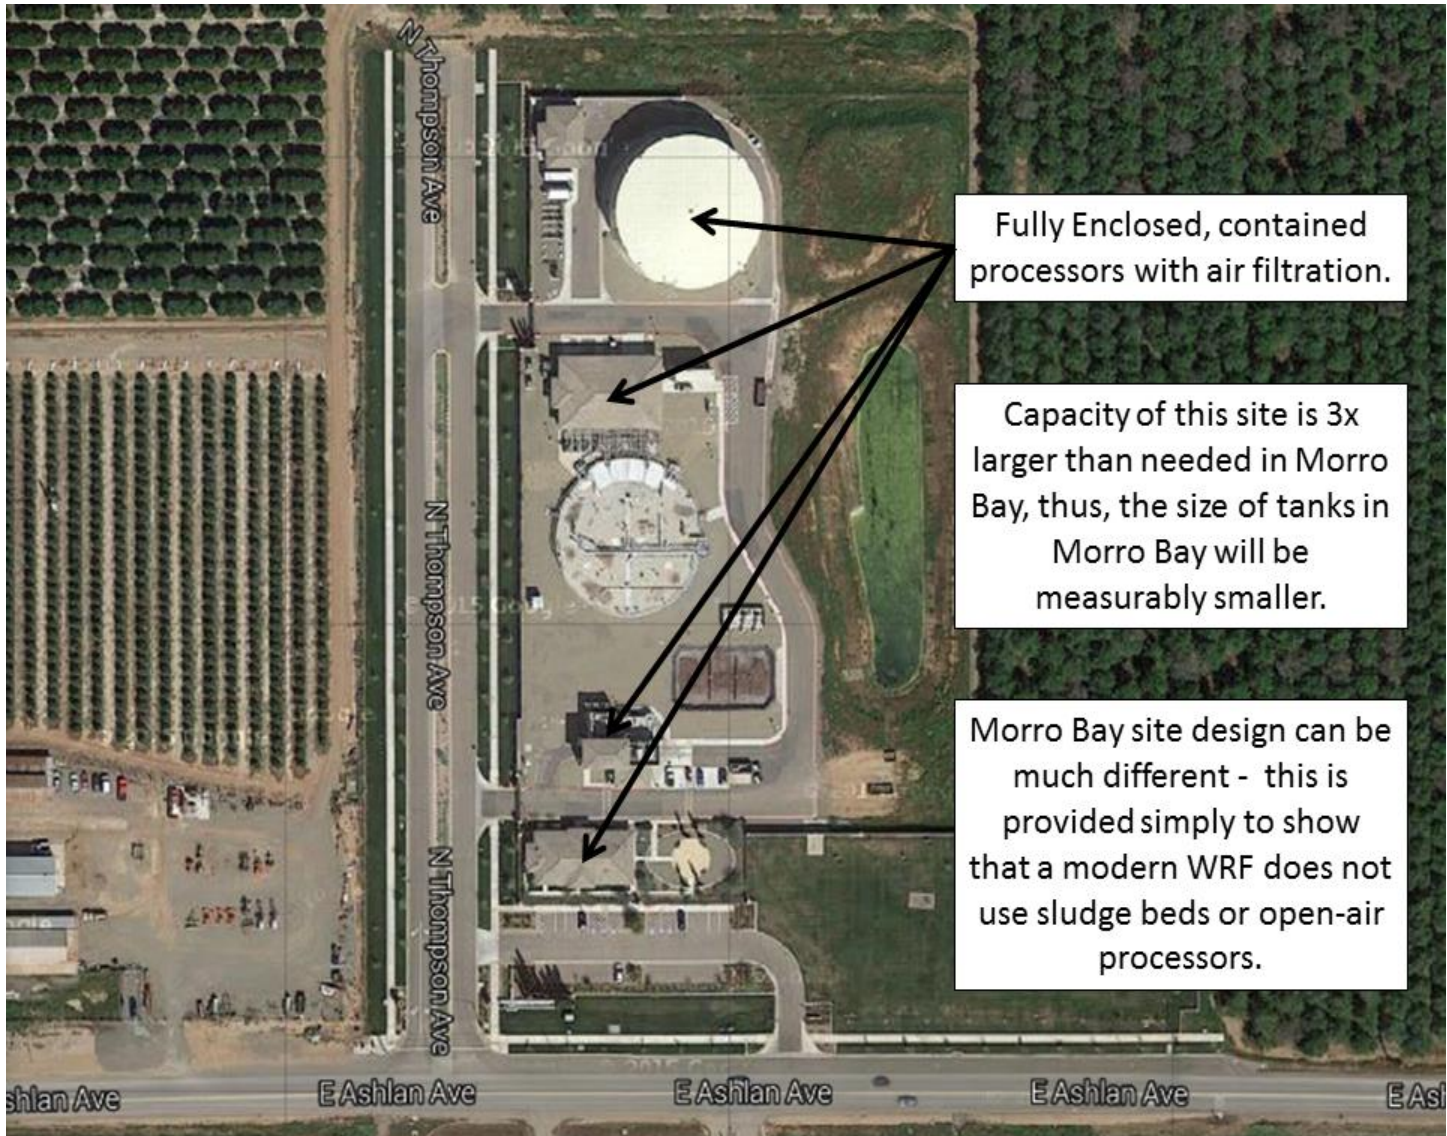 N Thompson Ave
Fully Enclosed, contained
processors with air filtration.
Capacity of this site is 3x
larger than needed in Morro
Bay, thus, the size of tanks in
Morro Bay will be
measurably smaller.
N Thompson Ave
Morro Bay site design can be
much different - this is
provided simply to show
that a modern WRF does not
use sludge beds or open-air
processors.
N Thompson Ave
shlan Ave
E Ashlan Ave
E Ashlan Ave
E Ashlan Ave
E Ash